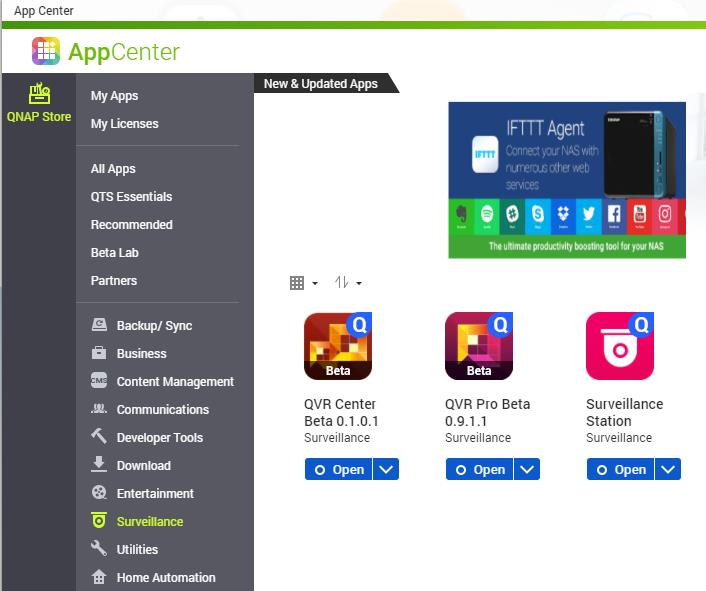 App Center
AppCenter
QNAP Store
My Apps
My Licenses
All Apps
QTS Essentials
Recommended
Beta Lab
Partners
Backup/ Sync
Business
CMS
Content Management
Communications
Developer Tools
Download
Entertainment
Surveillance
Utilities
Home Automation
New & Updated Apps
IFTTT
IFTTT Agent
Connect your NAS with
numerous other web
services
The ultimate productivity boosting tool for your NAS
Q
Beta
QVR Center
Beta 0.1.0.1
Surveillance
Open
Q
Beta
QVR Pro Beta
0.9.1.1
Surveillance
Open
Q
Surveillance
Station
Surveillance
Open